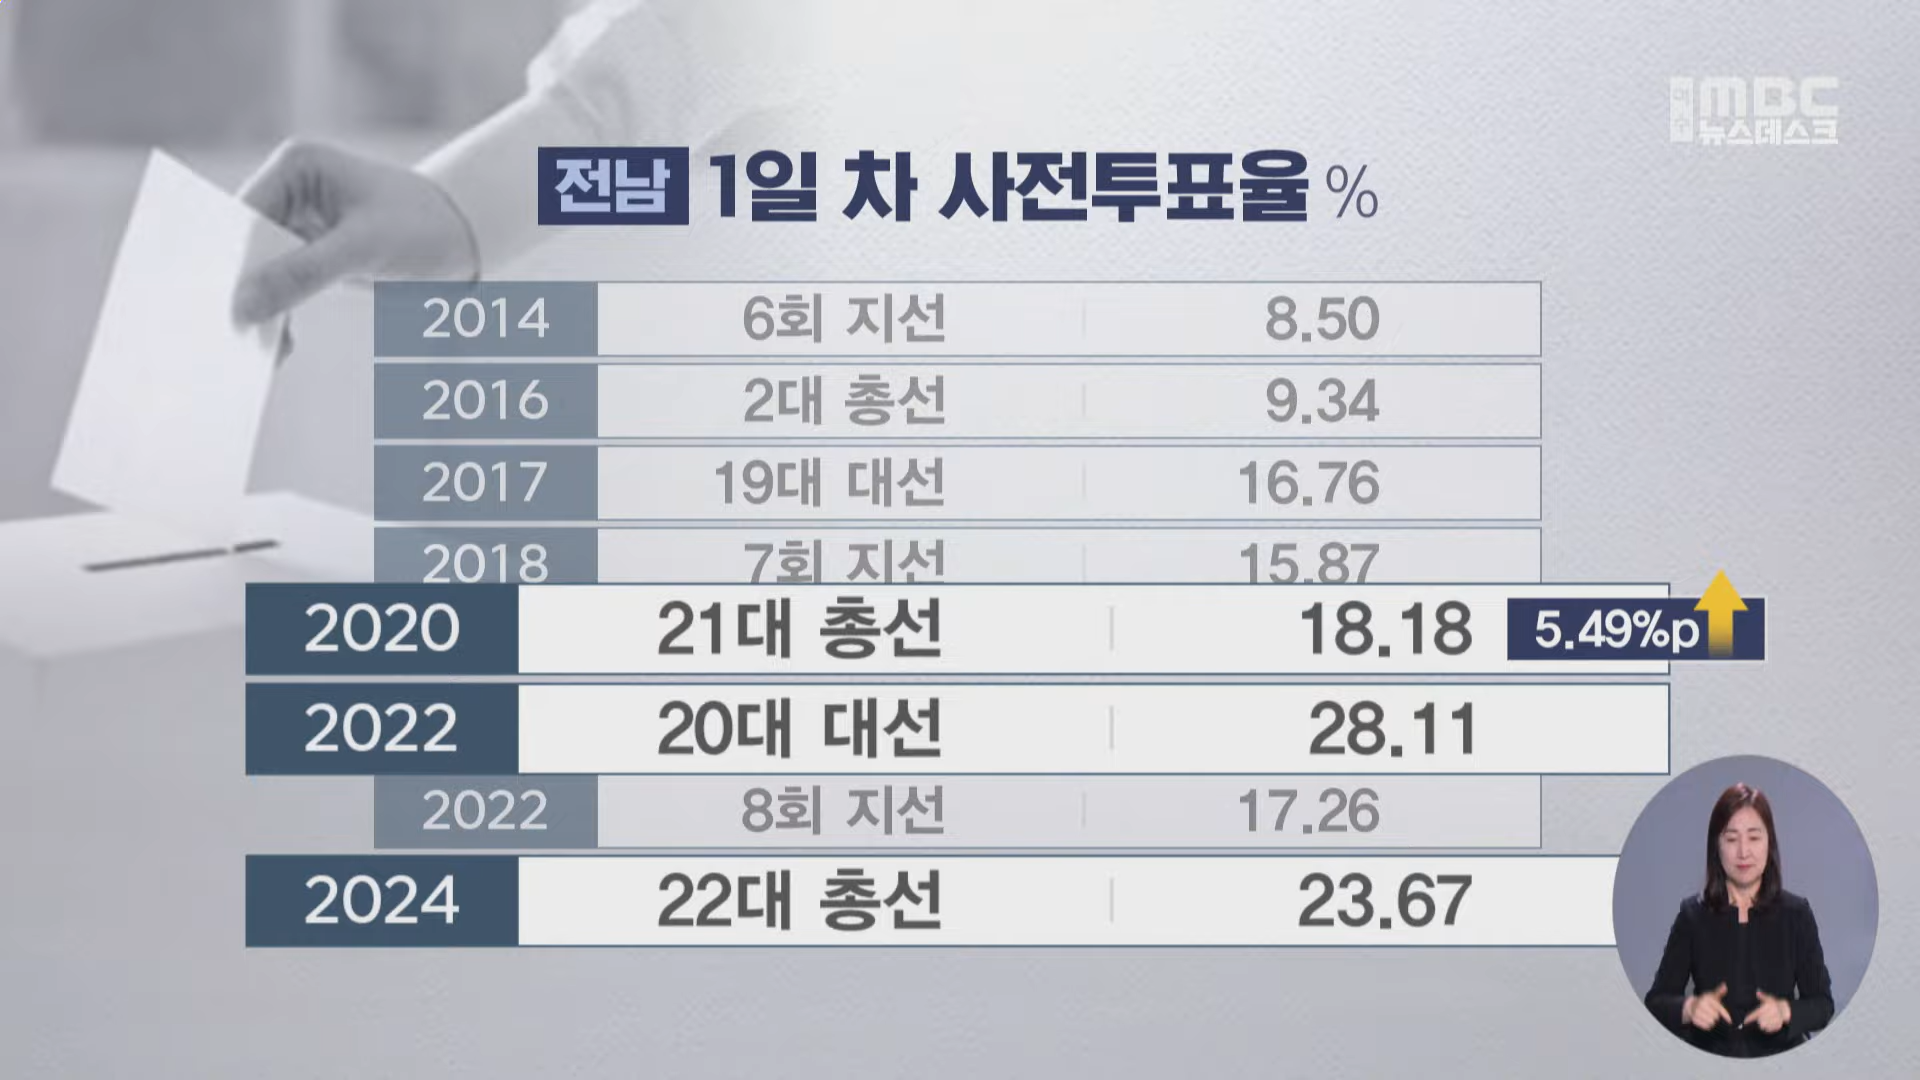 MBC
뉴스데스크
전남 1일 차 사전투표율 %
2014 6회 지선 8.50
2016 2대 총선 9.34
2017 19대 대선 16.76
2018 7회 지선 15.87
2020 21대 총선 18.18 5.49%p
2022 20대 대선 28.11
2022 8회 지선 17.26
2024 22대 총선 23.67